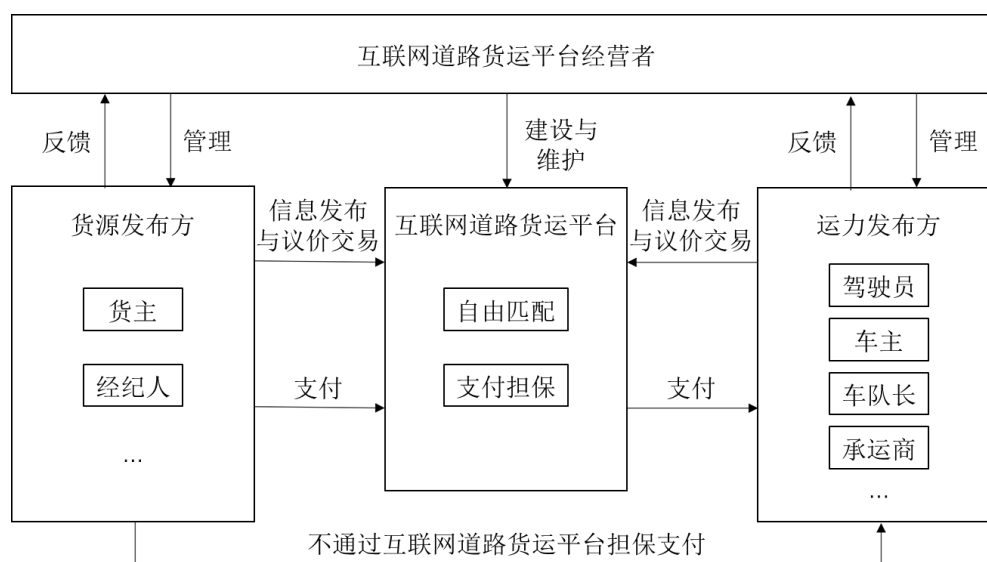 互联网道路货运平台经营者
反馈
管理
建设与
维护
反馈
管理
货源发布方
信息发布
与议价交易
互联网道路货运平台
信息发布
与议价交易
运力发布方
货主
经纪人
...
自由匹配
支付担保
驾驶员
车主
车队长
承运商
...
支付
支付
不通过互联网道路货运平台担保支付